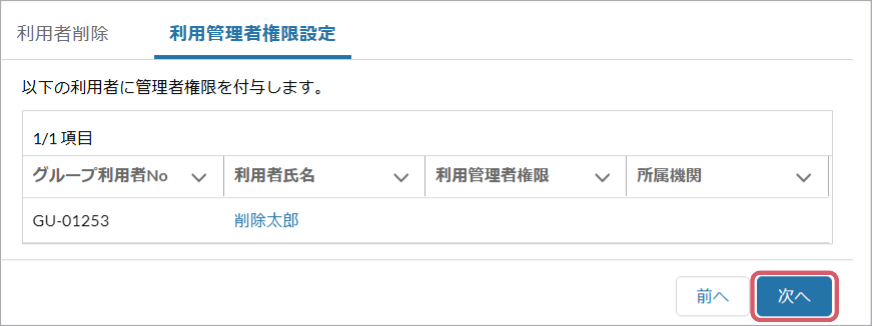 利用者削除 利用管理者権限設定
以下の利用者に管理者権限を付与します。
1/1 項目
グループ利用者No 利用者氏名 利用管理者権限 所属機関
GU-01253 削除太郎
前へ 次へ